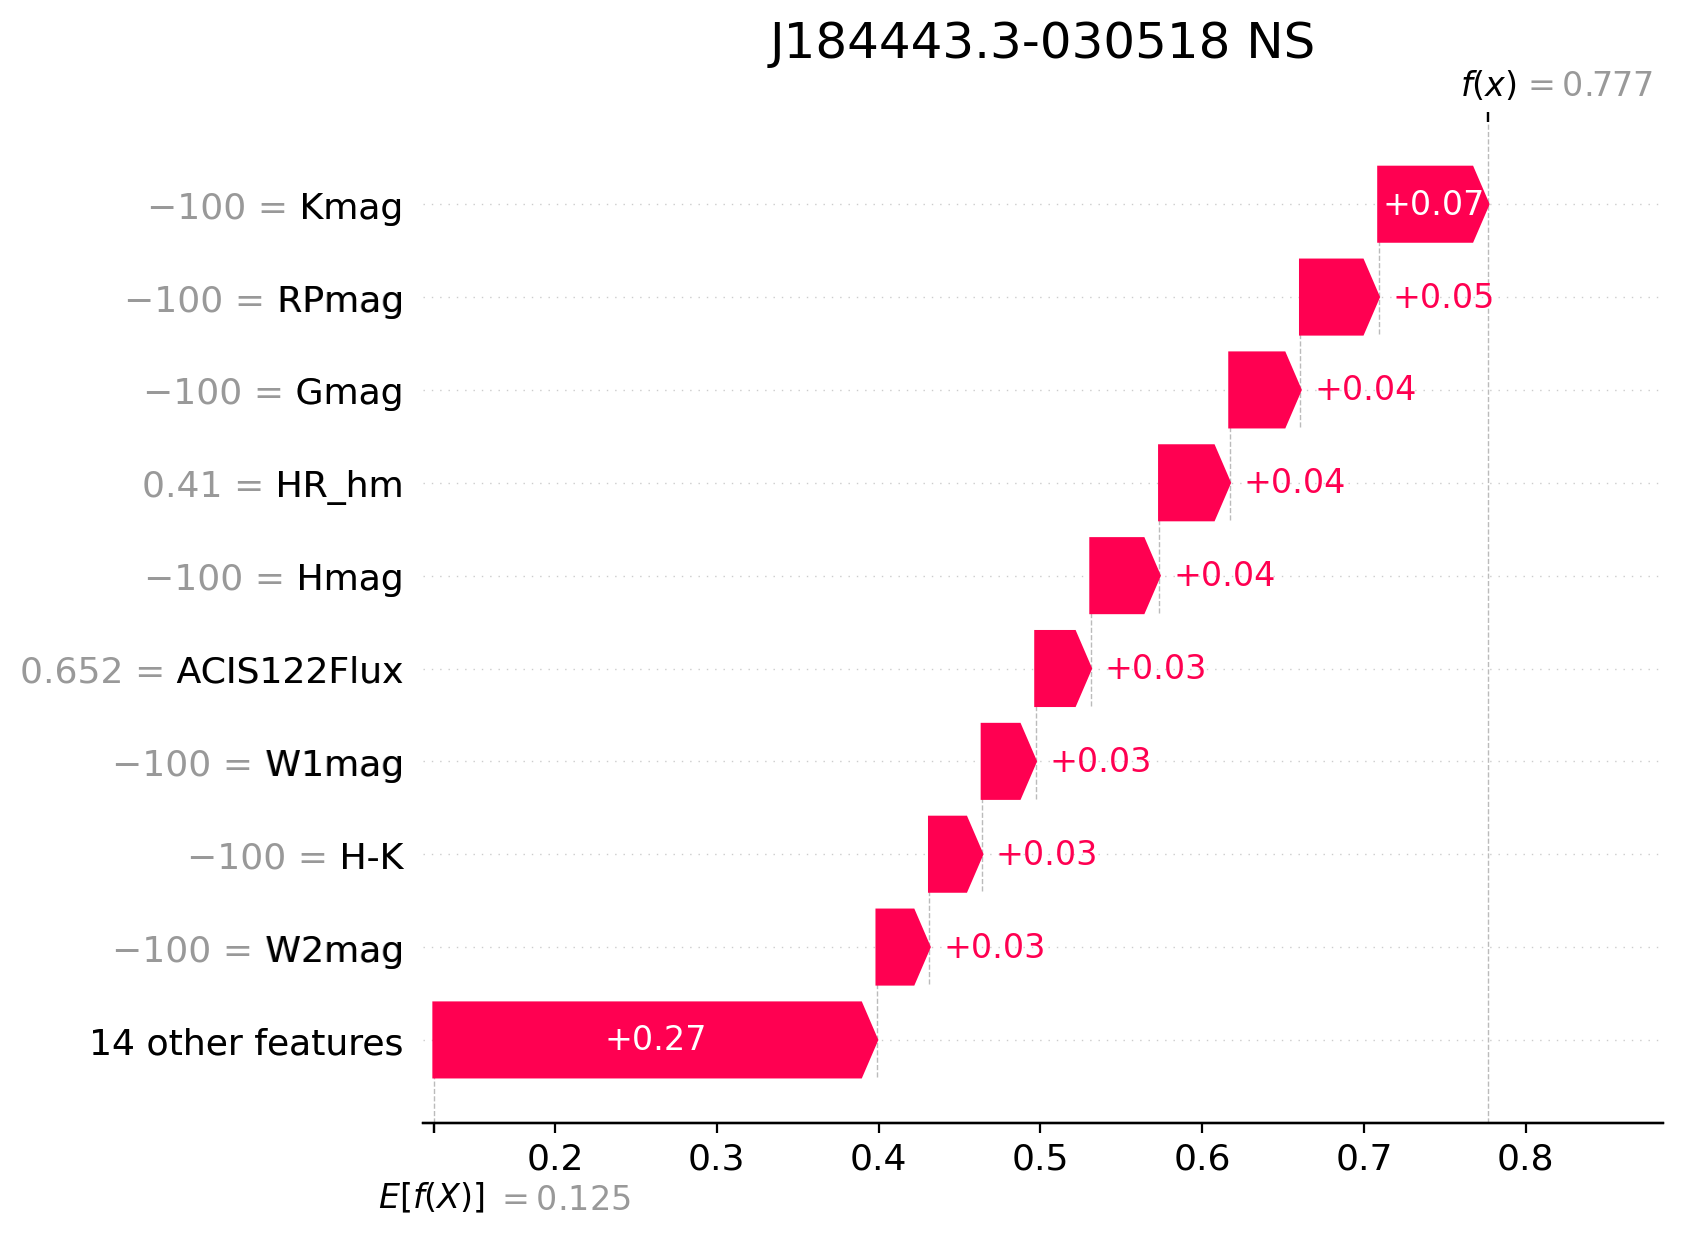 J184443.3-030518 NS
f(x) = 0.777
−100 = Kmag +0.07
−100 = RPmag +0.05
−100 = Gmag +0.04
0.41 = HR_hm +0.04
−100 = Hmag +0.04
0.652 = ACIS122Flux +0.03
−100 = W1mag +0.03
−100 = H-K +0.03
−100 = W2mag +0.03
14 other features +0.27
0.2 0.3 0.4 0.5 0.6 0.7 0.8
E[f(X)] = 0.125